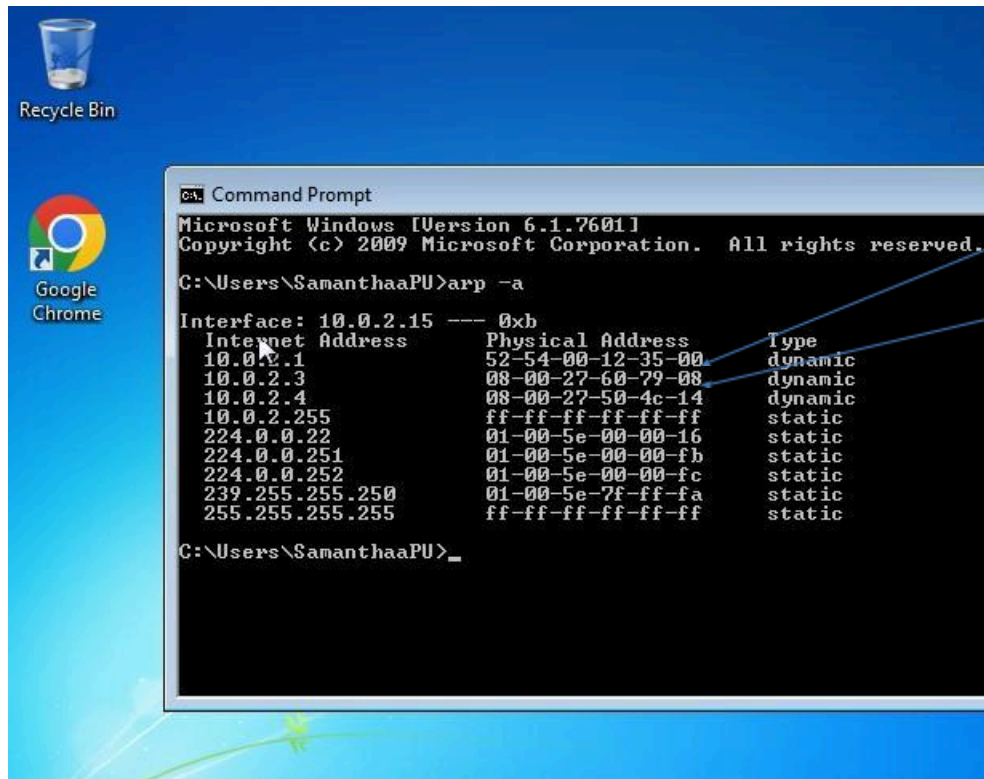 Recycle Bin
Google
Chrome
Command Prompt
Microsoft Windows [Version 6.1.7601]
Copyright (c) 2009 Microsoft Corporation.  All rights reserved.
C:\Users\SamanthaaPU>arp -a
Interface: 10.0.2.15 --- 0xb
Internet Address Physical Address Type
10.0.2.1 52-54-00-12-35-00 dynamic
10.0.2.3 08-00-27-60-79-08 dynamic
10.0.2.4 08-00-27-50-4c-14 dynamic
10.0.2.255 ff-ff-ff-ff-ff-ff static
224.0.0.22 01-00-5e-00-00-16 static
224.0.0.251 01-00-5e-00-00-fb static
224.0.0.252 01-00-5e-00-00-fc static
239.255.255.250 01-00-5e-7f-ff-fa static
255.255.255.255 ff-ff-ff-ff-ff-ff static
C:\Users\SamanthaaPU>_